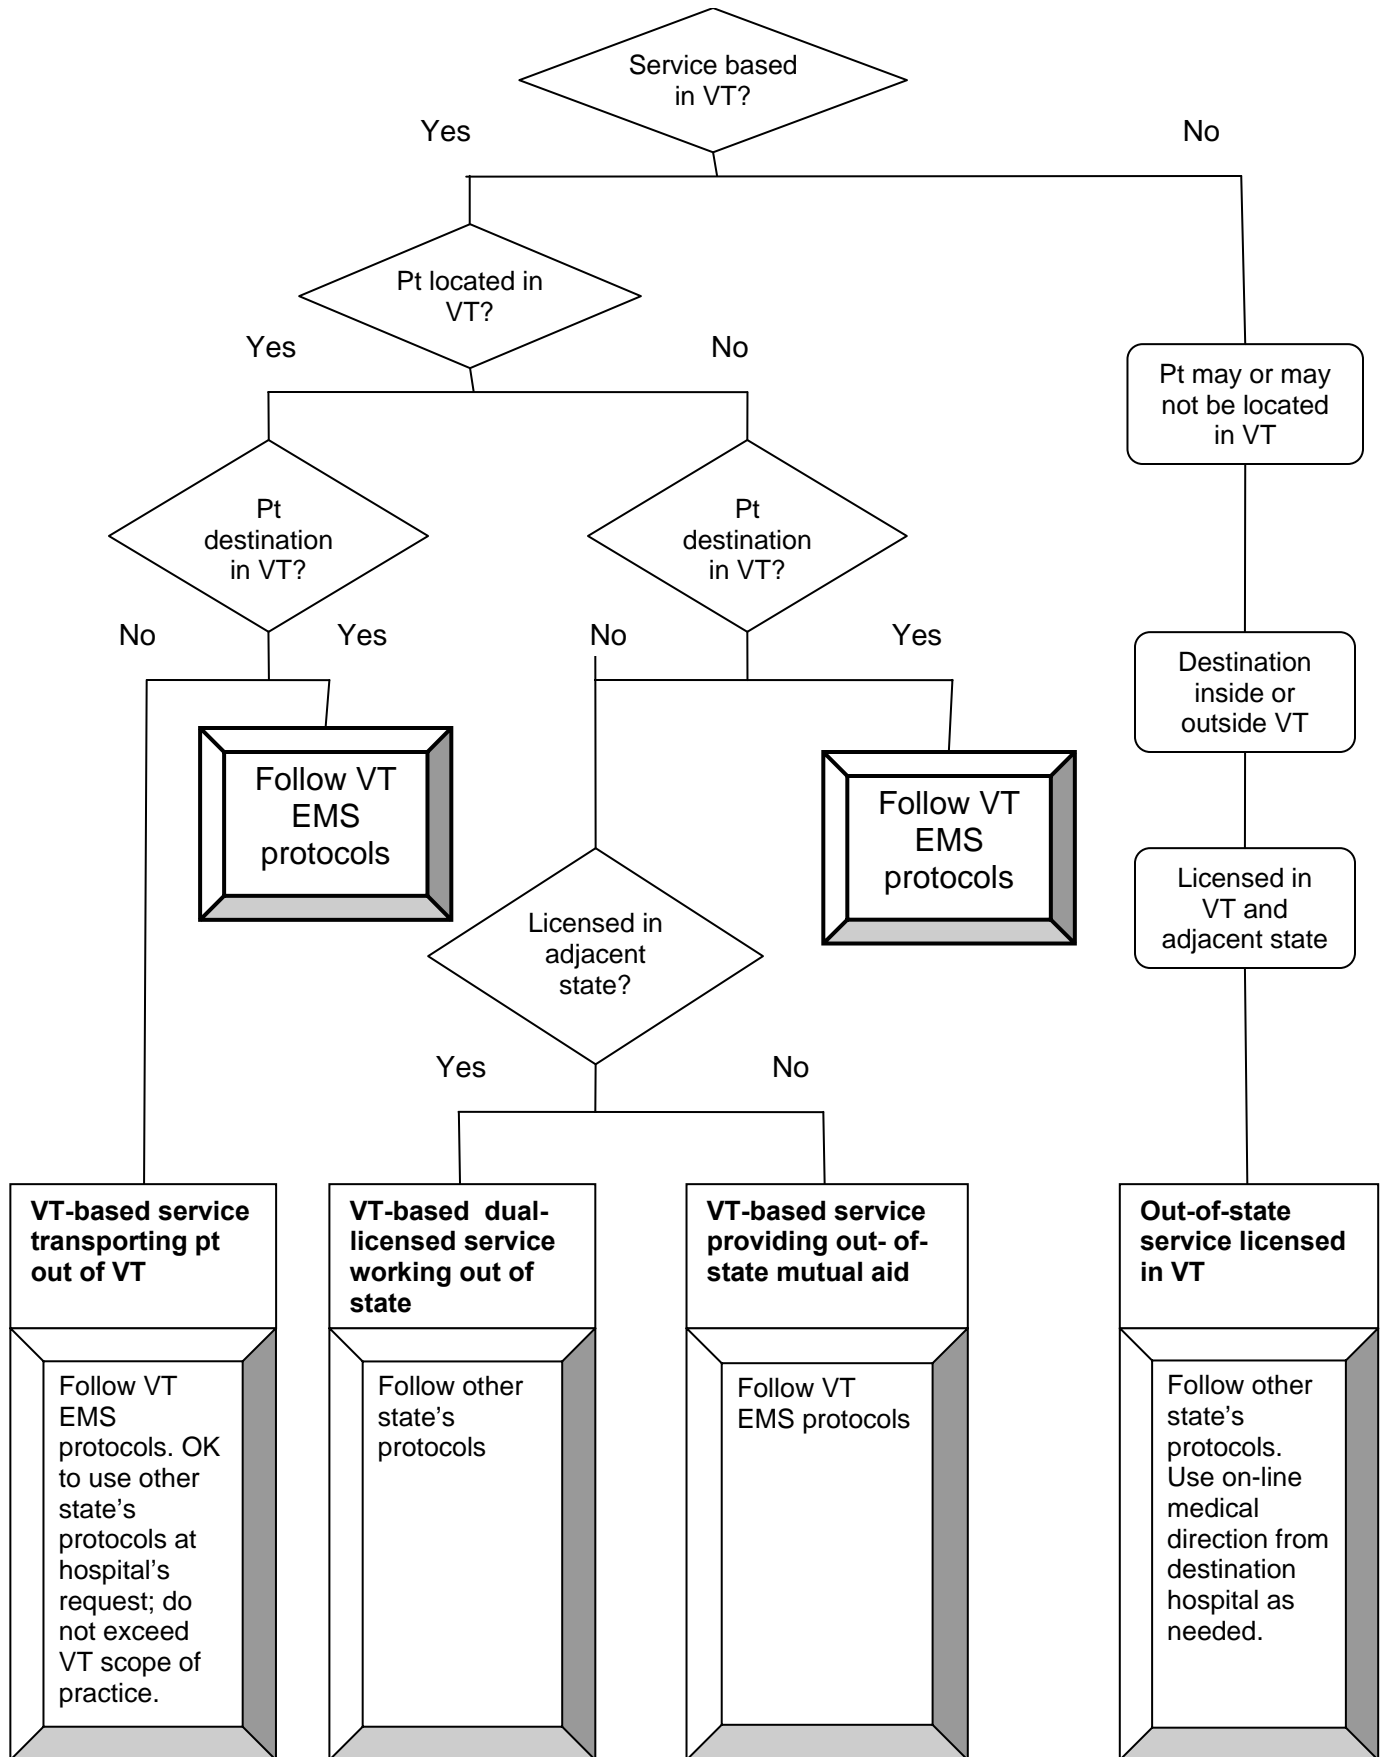 Service based
in VT?
Yes
No
Pt located in
VT?
Yes
No
Pt may or may
not be located
in VT
Pt
destination
in VT?
Pt
destination
in VT?
No
Yes
No
Yes
Destination
inside or
outside VT
Follow VT
EMS
protocols
Follow VT
EMS
protocols
Licensed in
VT and
adjacent state
Licensed in
adjacent
state?
Yes
No
VT-based service
transporting pt
out of VT
VT-based  dual-
licensed service
working out of
state
VT-based service
providing out- of-
state mutual aid
Out-of-state
service licensed
in VT
Follow VT
EMS
protocols. OK
to use other
state’s
protocols at
hospital’s
request; do
not exceed
VT scope of
practice.
Follow other
state’s
protocols
Follow VT
EMS protocols
Follow other
state’s
protocols.
Use on-line
medical
direction from
destination
hospital as
needed.